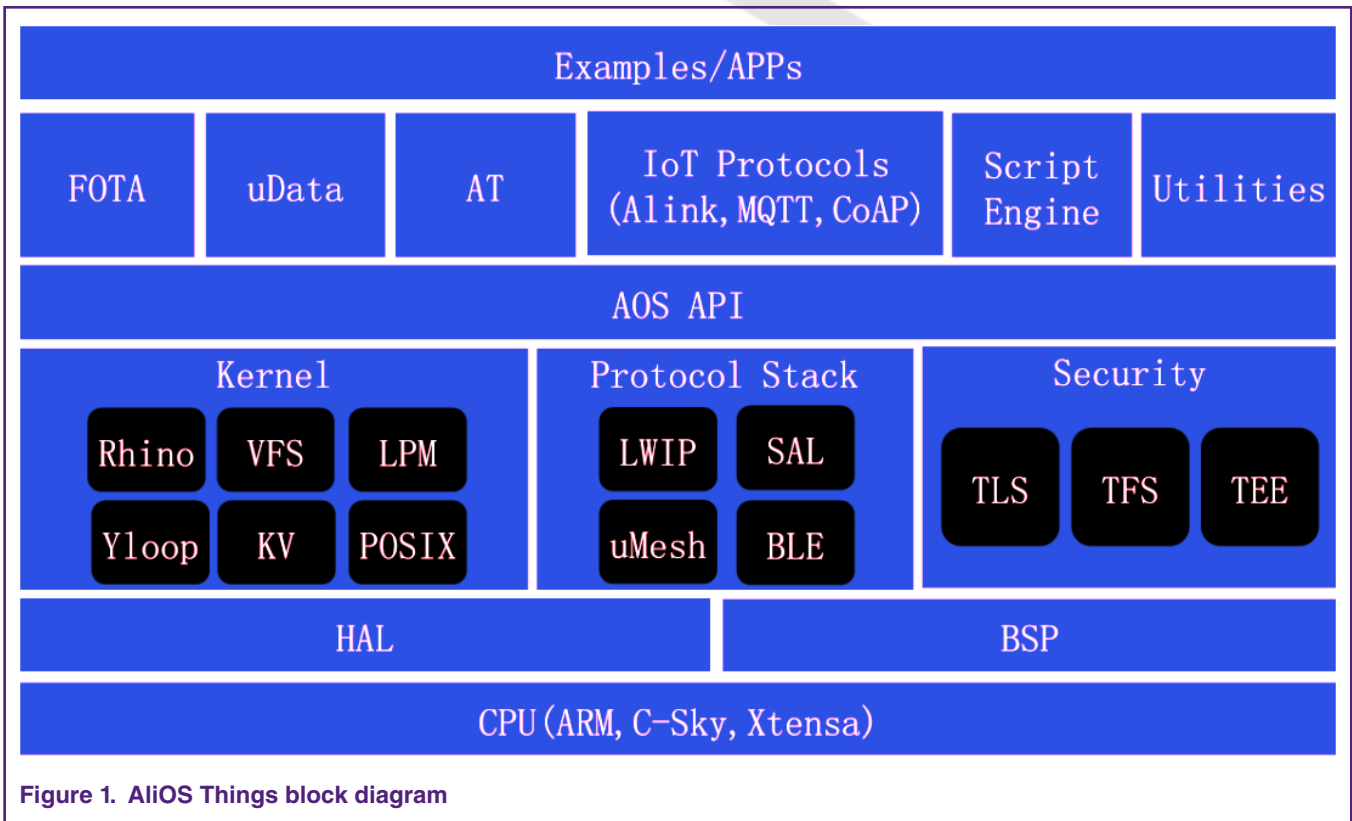 Examples/APPs
FOTA
uData
AT
IoT Protocols
(Alink,MQTT,CoAP)
Script
Engine
Utilities
AOS API
Kernel
Rhino
VFS
LPM
Yloop
KV
POSIX
Protocol Stack
LWIP
SAL
uMesh
BLE
Security
TLS
TFS
TEE
HAL
BSP
CPU(ARM,C-Sky,Xtensa)
Figure 1. AliOS Things block diagram